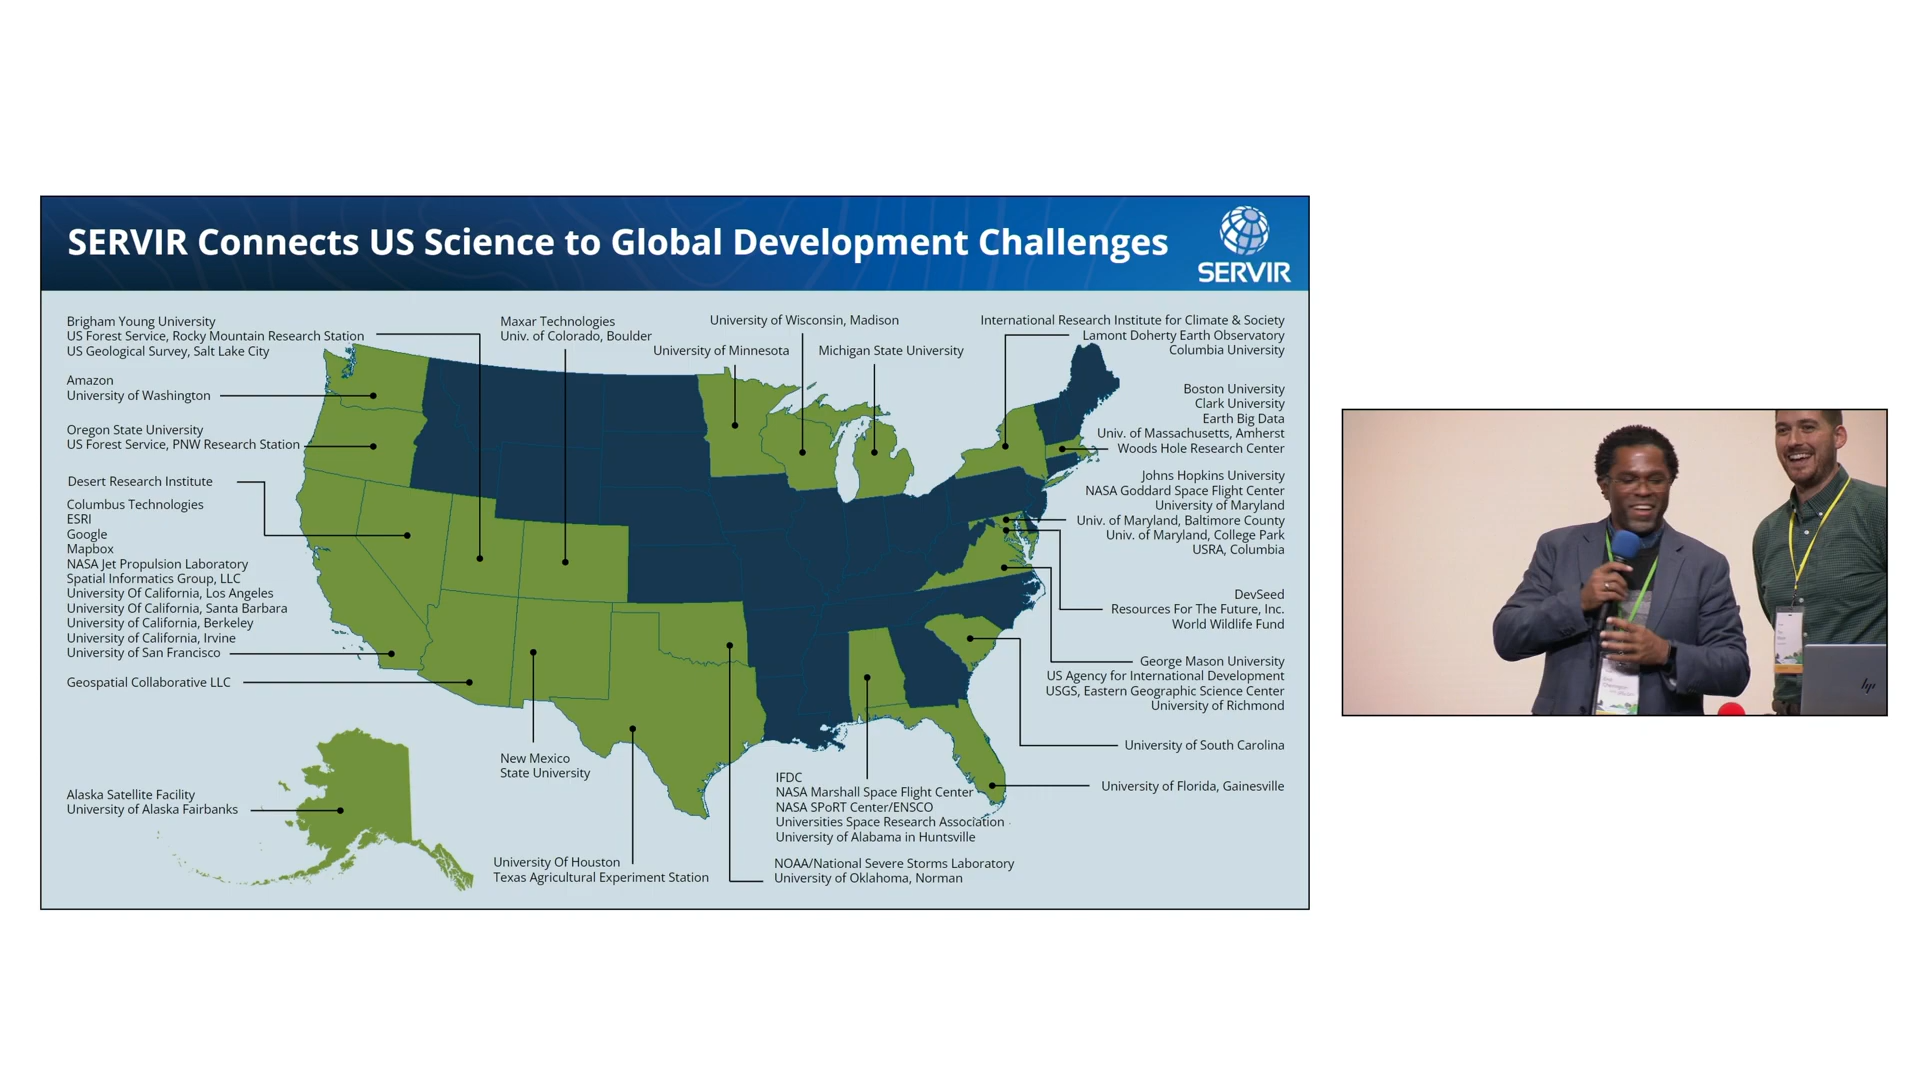 SERVIR Connects US Science to Global Development Challenges
SERVIR
Brigham Young University
US Forest Service, Rocky Mountain Research Station
US Geological Survey, Salt Lake City
Maxar Technologies
Univ. of Colorado, Boulder
University of Wisconsin, Madison
University of Minnesota
Michigan State University
International Research Institute for Climate & Society
Lamont Doherty Earth Observatory
Columbia University
Amazon
University of Washington
Boston University
Clark University
Earth Big Data
Univ. of Massachusetts, Amherst
Woods Hole Research Center
Oregon State University
US Forest Service, PNW Research Station
Johns Hopkins University
NASA Goddard Space Flight Center
University of Maryland
Univ. of Maryland, Baltimore County
Univ. of Maryland, College Park
USRA, Columbia
Desert Research Institute
Columbus Technologies
ESRI
Google
Mapbox
NASA Jet Propulsion Laboratory
Spatial Informatics Group, LLC
University Of California, Los Angeles
University Of California, Santa Barbara
University of California, Berkeley
University of California, Irvine
University of San Francisco
DevSeed
Resources For The Future, Inc.
World Wildlife Fund
George Mason University
US Agency for International Development
USGS, Eastern Geographic Science Center
University of Richmond
Geospatial Collaborative LLC
University of South Carolina
New Mexico
State University
IFDC
NASA Marshall Space Flight Center
NASA SPoRT Center/ENSCO
Universities Space Research Association
University of Alabama in Huntsville
University of Florida, Gainesville
Alaska Satellite Facility
University of Alaska Fairbanks
University Of Houston
Texas Agricultural Experiment Station
NOAA/National Severe Storms Laboratory
University of Oklahoma, Norman
hp